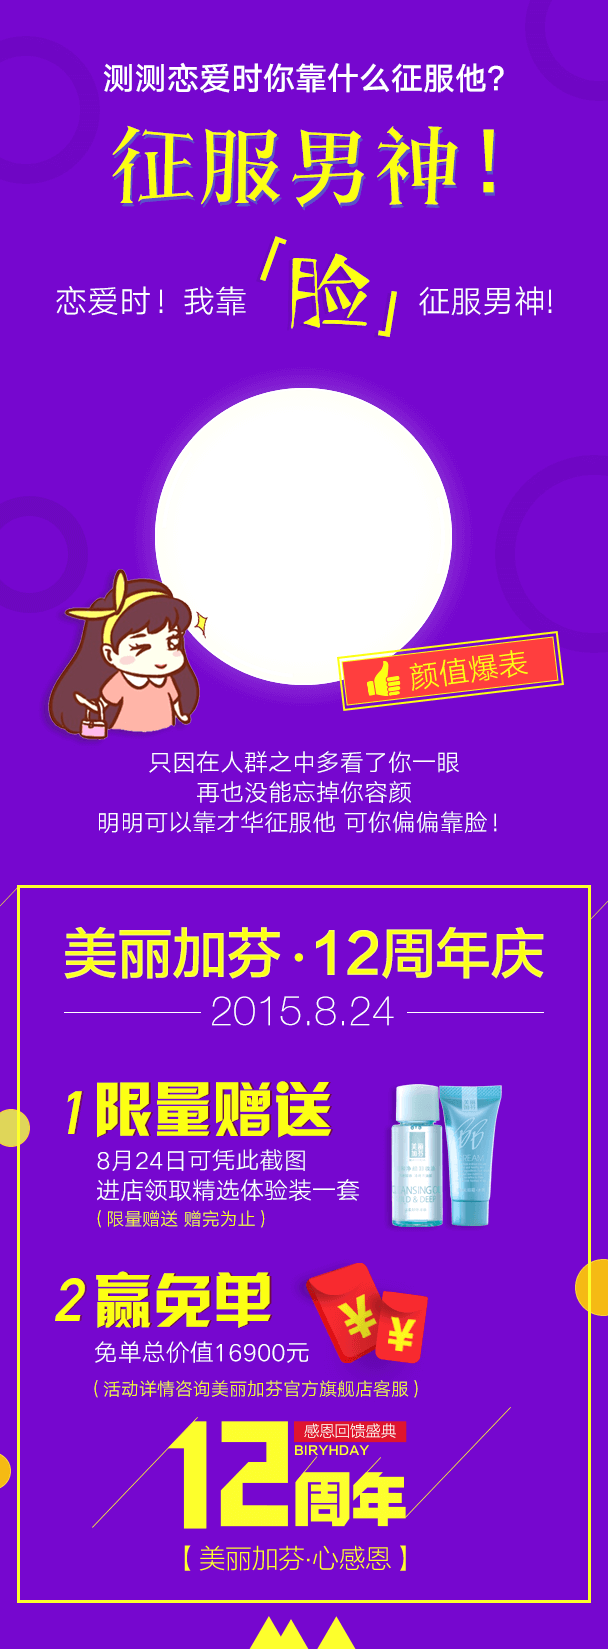 测测恋爱时你靠什么征服他?
征服男神!
恋爱时! 我靠「脸」征服男神!
颜值爆表
只因在人群之中多看了你一眼
再也没能忘掉你容颜
明明可以靠才华征服他 可你偏偏靠脸!
美丽加芬·12周年庆
2015.8.24
1 限量赠送
8月24日可凭此截图
进店领取精选体验装一套
(限量赠送 赠完为止)
美丽加芬
BB
2 赢免单
免单总价值16900元
(活动详情咨询美丽加芬官方旗舰店客服)
感恩回馈盛典
BIRYHDAY
12周年
【美丽加芬·心感恩】